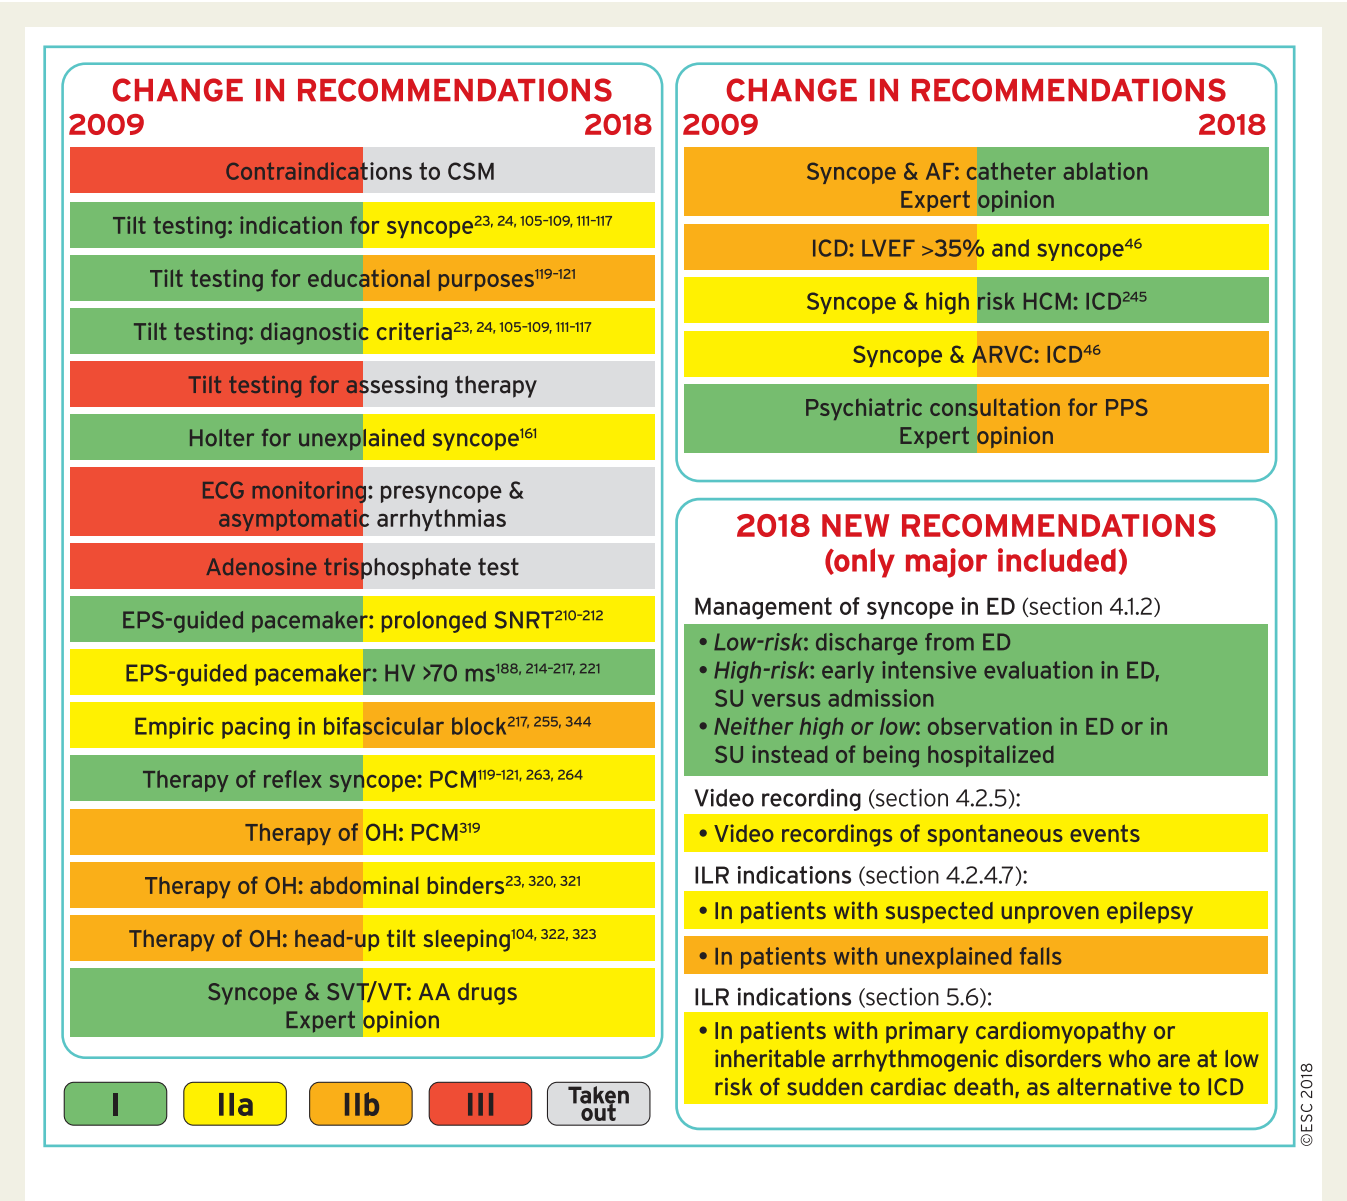 CHANGE IN RECOMMENDATIONS
2009 2018
Contraindications to CSM
Tilt testing: indication for syncope23, 24, 105–109, 111–117
Tilt testing for educational purposes119–121
Tilt testing: diagnostic criteria23, 24, 105–109, 111–117
Tilt testing for assessing therapy
Holter for unexplained syncope161
ECG monitoring: presyncope &
asymptomatic arrhythmias
Adenosine trisphosphate test
EPS-guided pacemaker: prolonged SNRT210–212
EPS-guided pacemaker: HV >70 ms188, 214–217, 221
Empiric pacing in bifascicular block217, 255, 344
Therapy of reflex syncope: PCM119–121, 263, 264
Therapy of OH: PCM319
Therapy of OH: abdominal binders23, 320, 321
Therapy of OH: head-up tilt sleeping104, 322, 323
Syncope & SVT/VT: AA drugs
Expert opinion
I IIa IIb III Taken
out
CHANGE IN RECOMMENDATIONS
2009 2018
Syncope & AF: catheter ablation
Expert opinion
ICD: LVEF >35% and syncope46
Syncope & high risk HCM: ICD245
Syncope & ARVC: ICD46
Psychiatric consultation for PPS
Expert opinion
2018 NEW RECOMMENDATIONS
(only major included)
Management of syncope in ED (section 4.1.2)
• Low-risk: discharge from ED
• High-risk: early intensive evaluation in ED,
SU versus admission
• Neither high or low: observation in ED or in
SU instead of being hospitalized
Video recording (section 4.2.5):
• Video recordings of spontaneous events
ILR indications (section 4.2.4.7):
• In patients with suspected unproven epilepsy
• In patients with unexplained falls
ILR indications (section 5.6):
• In patients with primary cardiomyopathy or
inheritable arrhythmogenic disorders who are at low
risk of sudden cardiac death, as alternative to ICD
©ESC 2018